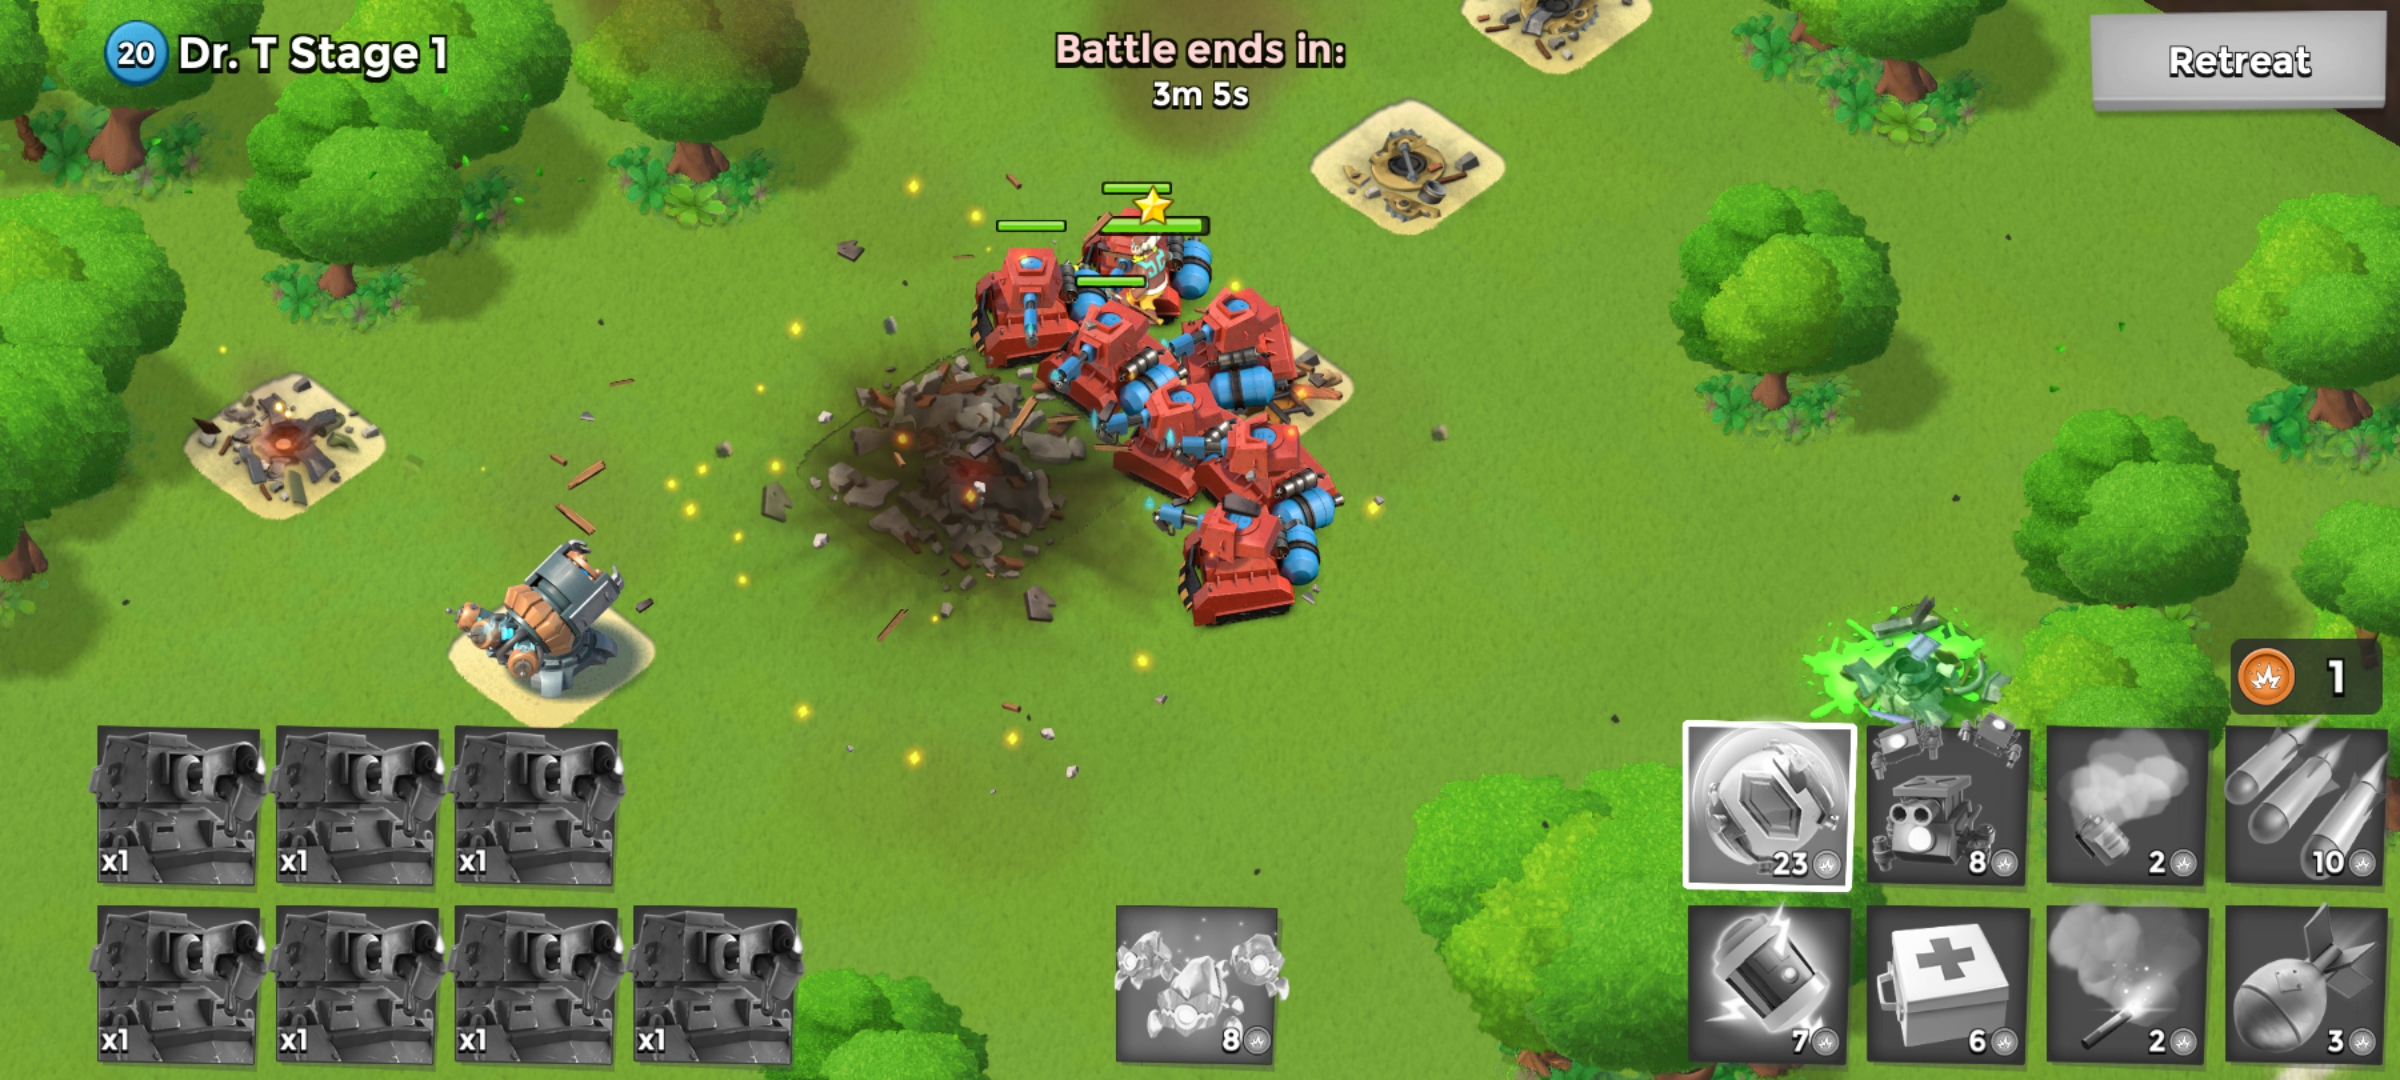 20 Dr. T Stage 1
Battle ends in:
3m 5s
Retreat
1
x1 x1 x1
23 8 2 10
x1 x1 x1 x1
8
7 6 2 3